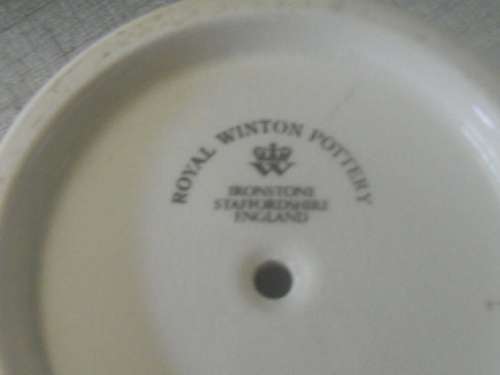 ROYAL WINTON POTTERY
W
IRONSTONE
STAFFORDSHIRE
ENGLAND